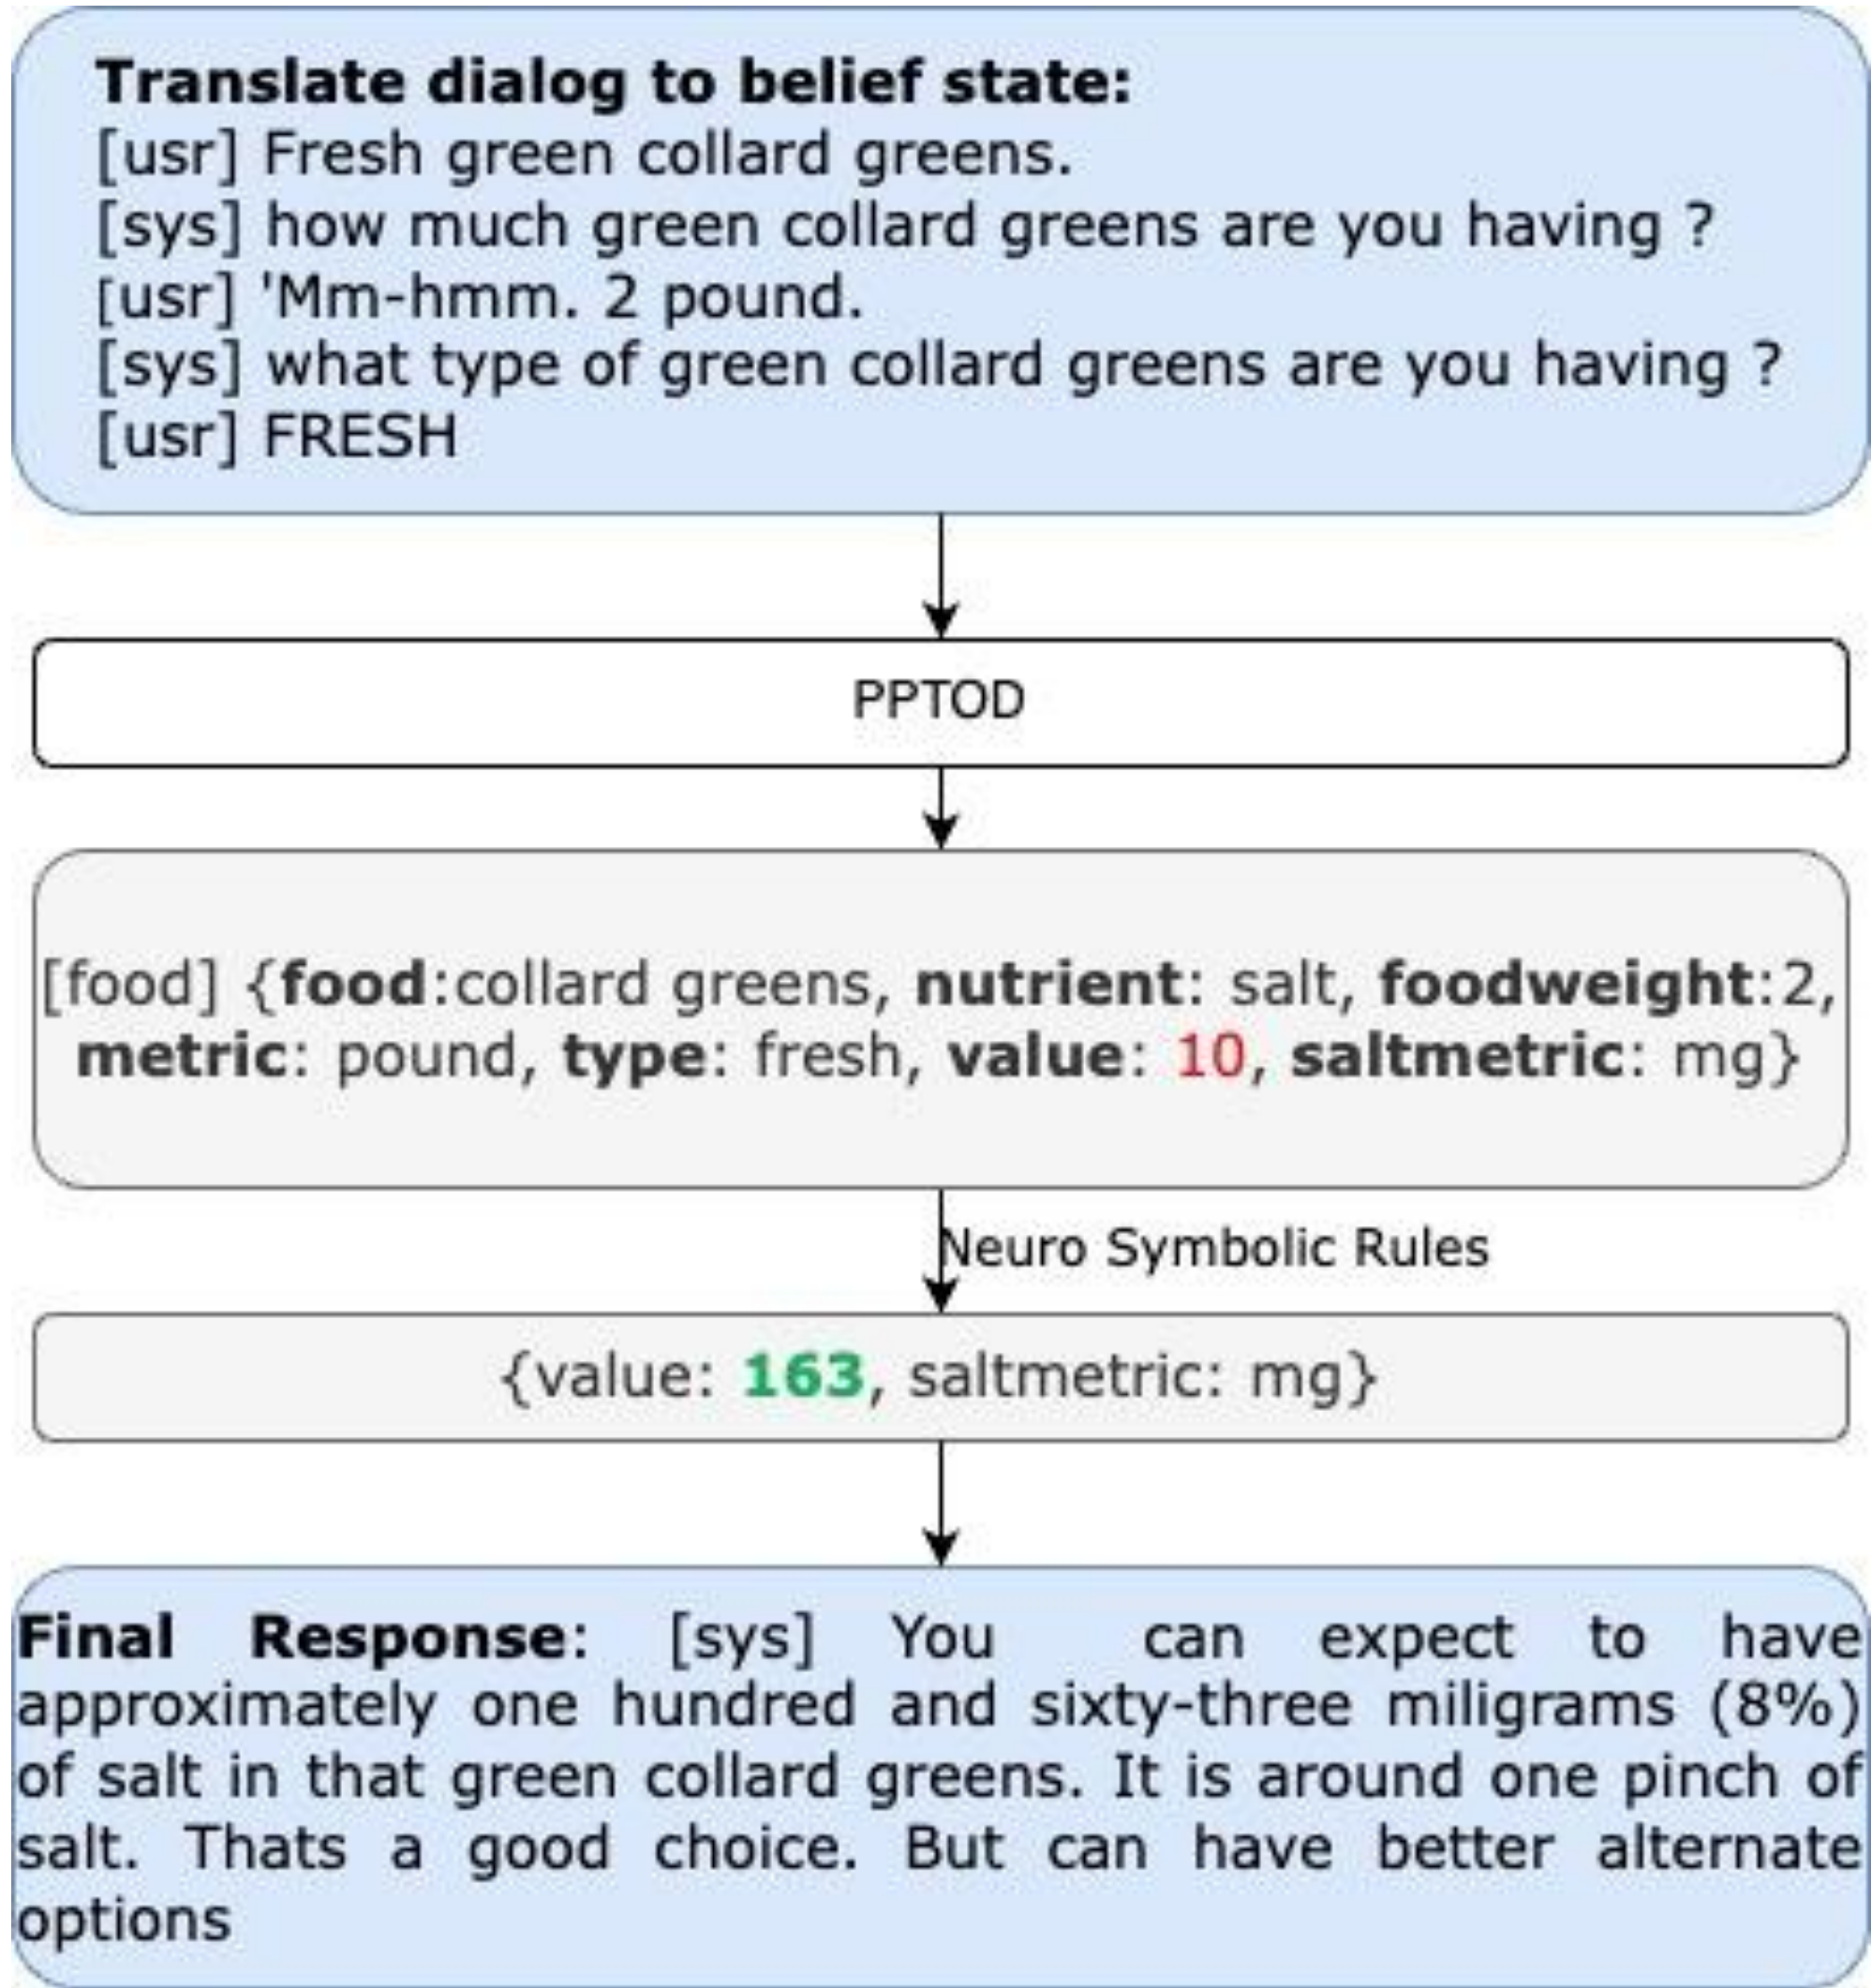 Translate dialog to belief state:
[usr] Fresh green collard greens.
[sys] how much green collard greens are you having ?
[usr] 'Mm-hmm. 2 pound.
[sys] what type of green collard greens are you having ?
[usr] FRESH
PPTOD
[food] {food:collard greens, nutrient: salt, foodweight:2,
metric: pound, type: fresh, value: 10, saltmetric: mg}
Neuro Symbolic Rules
{value: 163, saltmetric: mg}
Final Response: [sys] You can expect to have
approximately one hundred and sixty-three miligrams (8%)
of salt in that green collard greens. It is around one pinch of
salt. Thats a good choice. But can have better alternate
options